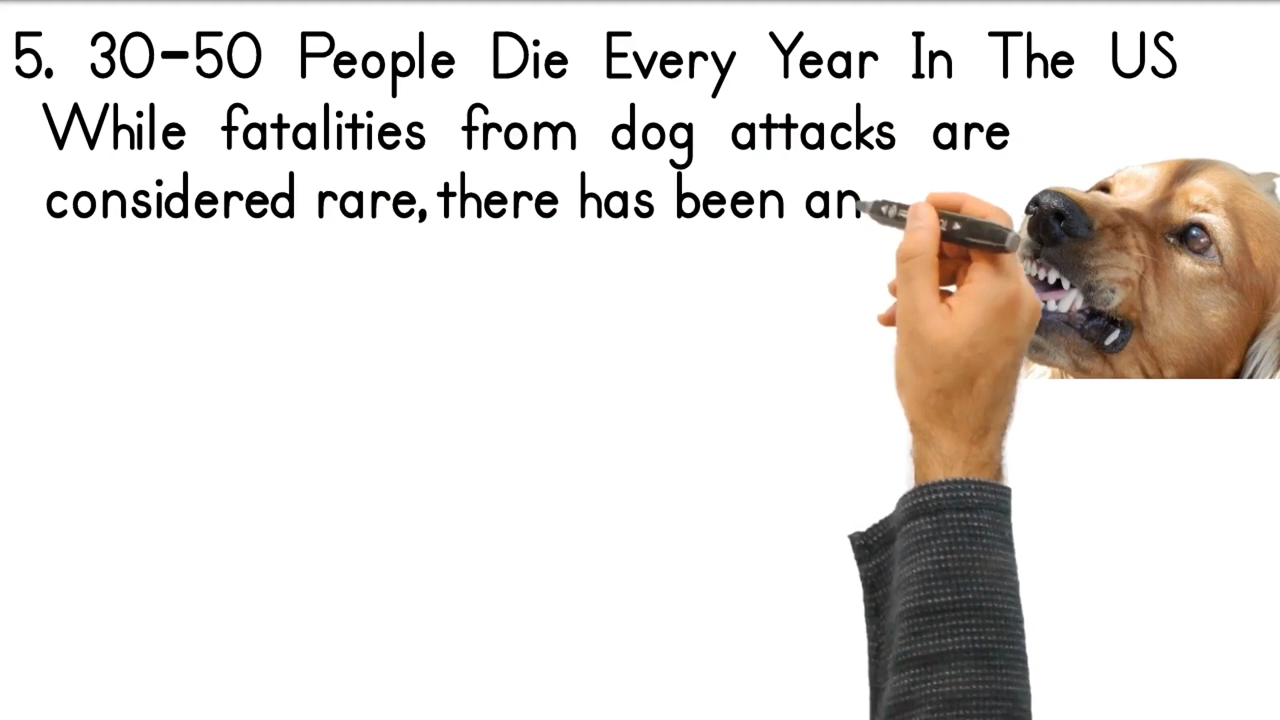 5. 30-50 People Die Every Year In The US
While fatalities from dog attacks are
considered rare, there has been an